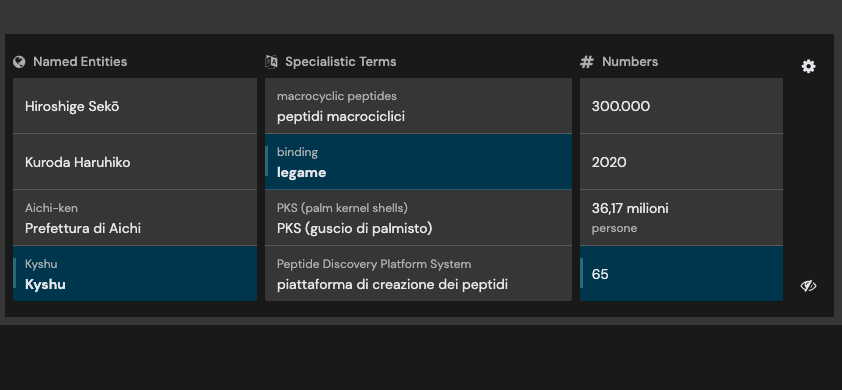 Named Entities
Hiroshige Sekō
Kuroda Haruhiko
Aichi-ken
Prefettura di Aichi
Kyshu
Kyshu
Specialistic Terms
macrocyclic peptides
peptidi macrociclici
binding
legame
PKS (palm kernel shells)
PKS (guscio di palmisto)
Peptide Discovery Platform System
piattaforma di creazione dei peptidi
Numbers
300.000
2020
36,17 milioni
persone
65